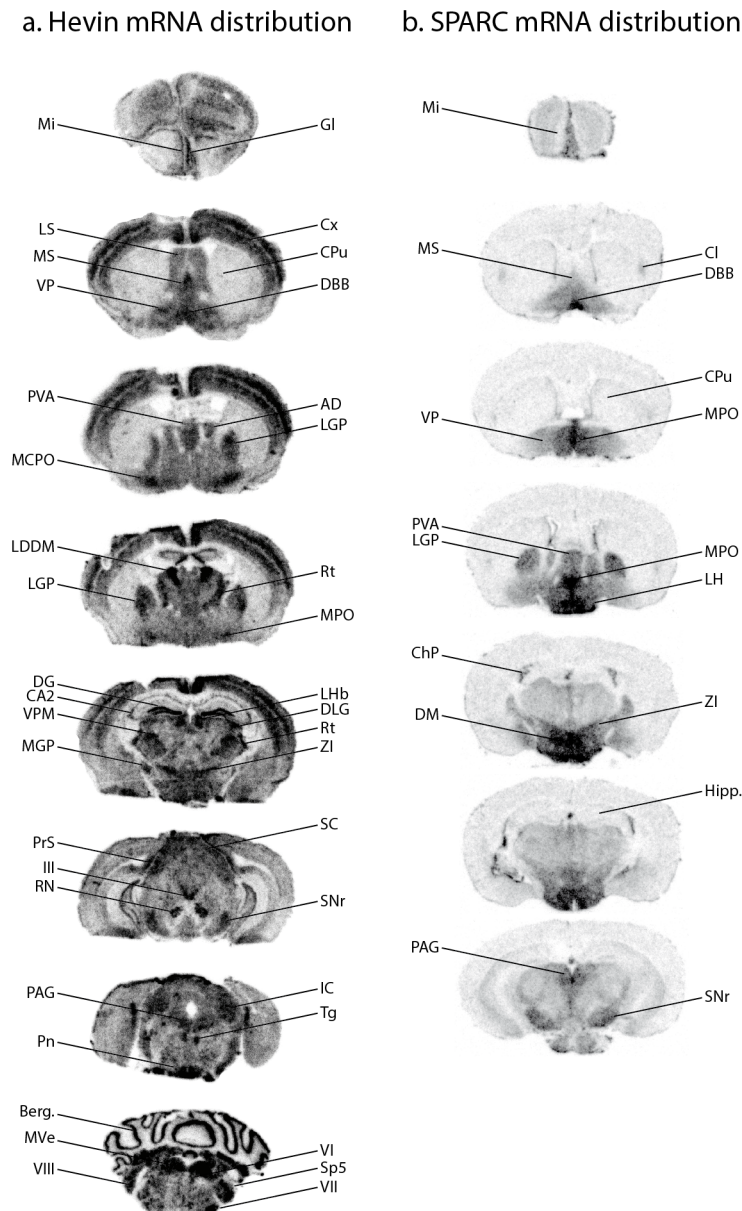 a. Hevin mRNA distribution
Mi
Gl
LS
MS
VP
Cx
CPu
DBB
PVA
MCPO
AD
LGP
LDDM
LGP
Rt
MPO
DG
CA2
VPM
MGP
LHb
DLG
Rt
ZI
PrS
III
RN
SC
SNr
PAG
Pn
IC
Tg
Berg.
MVe
VIII
VI
Sp5
VII
b. SPARC mRNA distribution
Mi
MS
Cl
DBB
VP
CPu
MPO
PVA
LGP
MPO
LH
ChP
DM
ZI
Hipp.
PAG
SNr